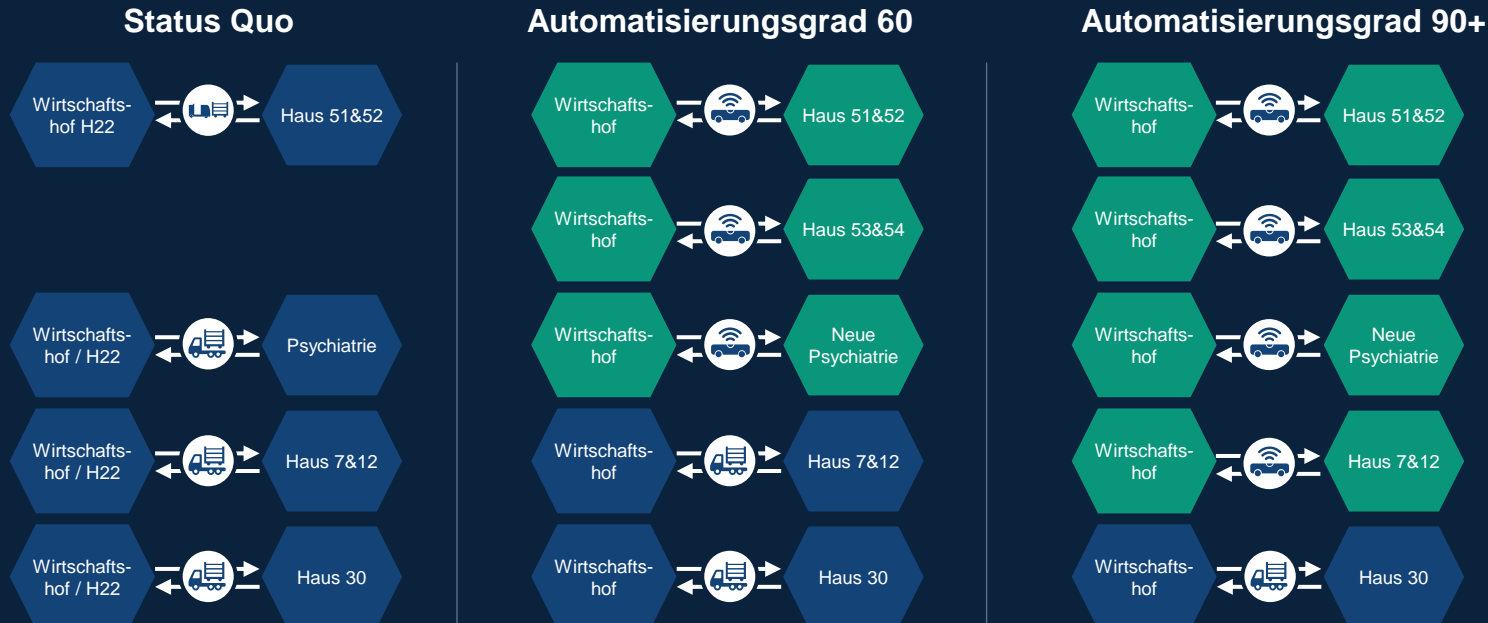 Status Quo
Automatisierungsgrad 60
Automatisierungsgrad 90+
Wirtschafts-
hof H22
Haus 51&52
Wirtschafts-
hof
Haus 51&52
Wirtschafts-
hof
Haus 51&52
Wirtschafts-
hof
Haus 53&54
Wirtschafts-
hof
Haus 53&54
Wirtschafts-
hof / H22
Psychiatrie
Wirtschafts-
hof
Neue
Psychiatrie
Wirtschafts-
hof
Neue
Psychiatrie
Wirtschafts-
hof / H22
Haus 7&12
Wirtschafts-
hof
Haus 7&12
Wirtschafts-
hof
Haus 7&12
Wirtschafts-
hof / H22
Haus 30
Wirtschafts-
hof
Haus 30
Wirtschafts-
hof
Haus 30